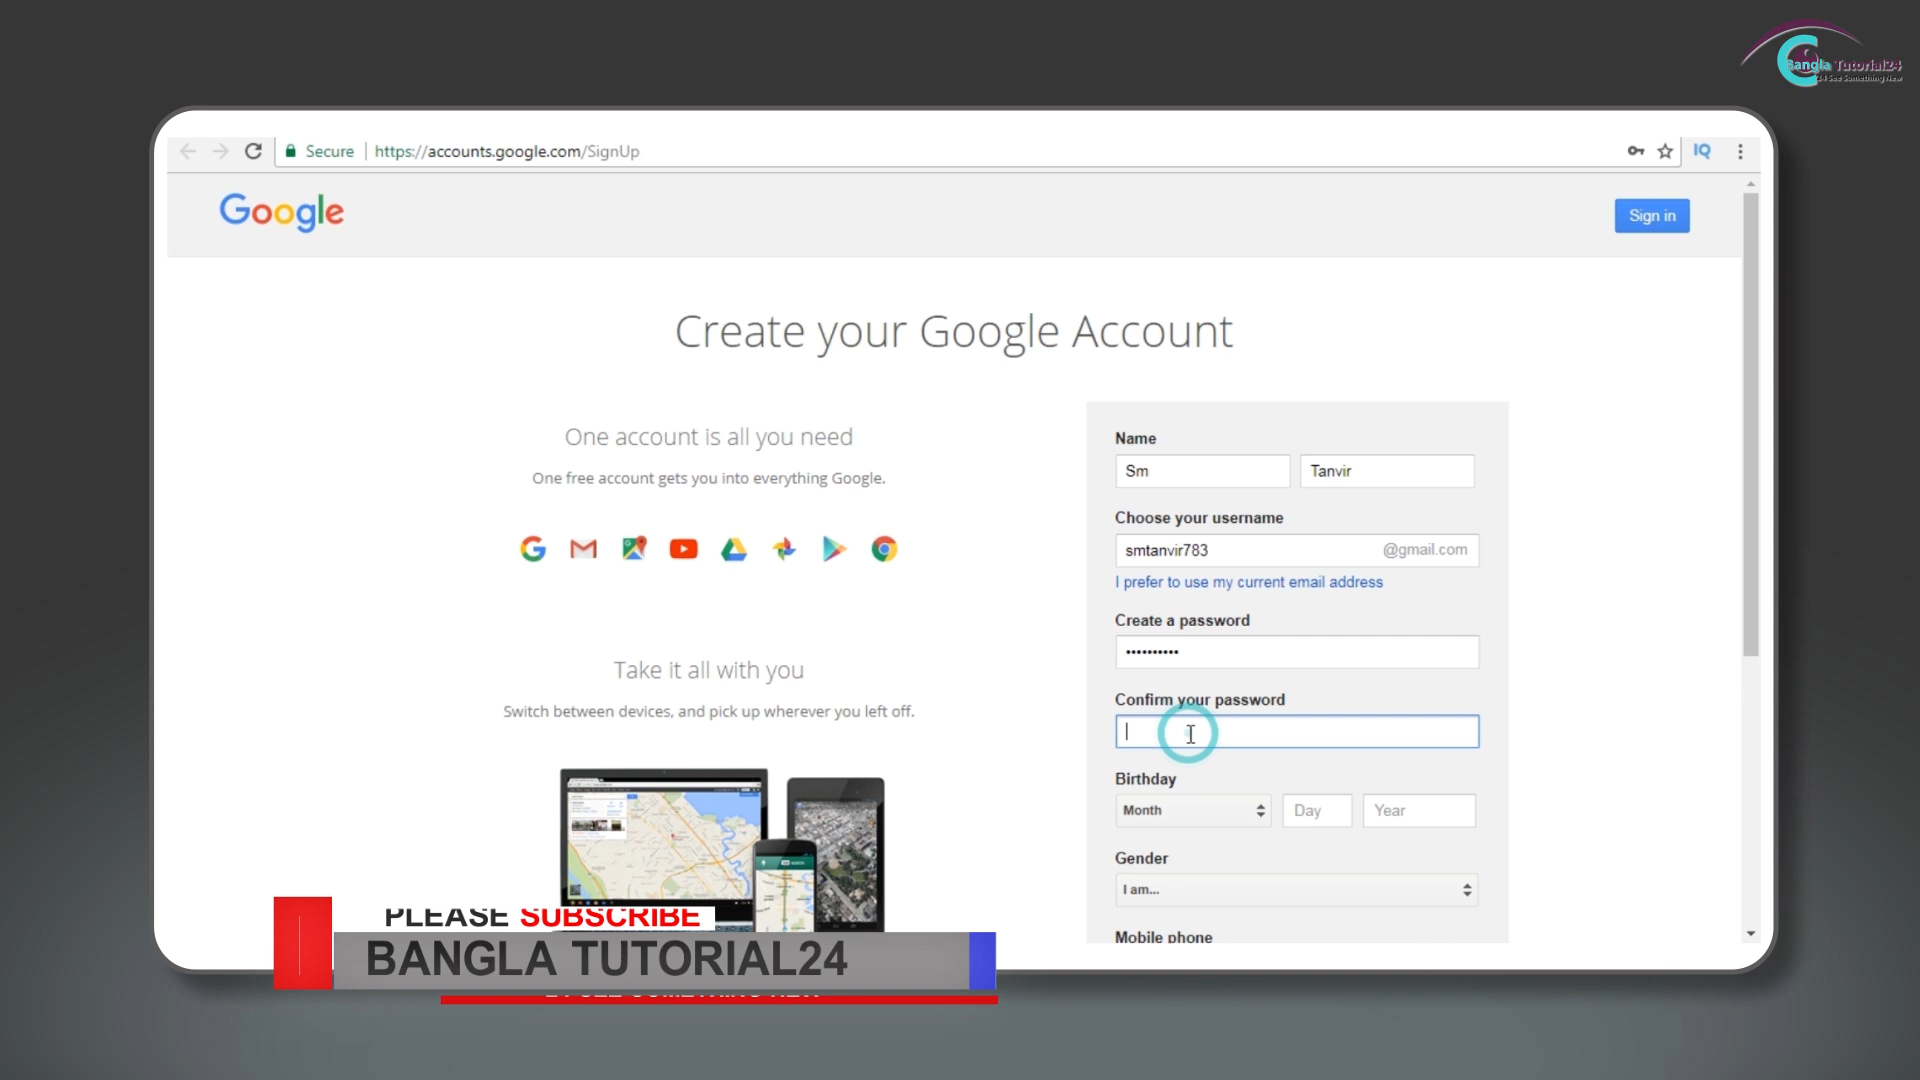 Bangla Tutorial24
24 See Something New
Secure https://accounts.google.com/SignUp
IQ
Google
Sign in
Create your Google Account
One account is all you need
One free account gets you into everything Google.
Take it all with you
Switch between devices, and pick up wherever you left off.
Name
Sm Tanvir
Choose your username
smtanvir783 @gmail.com
I prefer to use my current email address
Create a password
••••••••••
Confirm your password
Birthday
Month Day Year
Gender
I am...
Mobile phone
PLEASE SUBSCRIBE
BANGLA TUTORIAL24